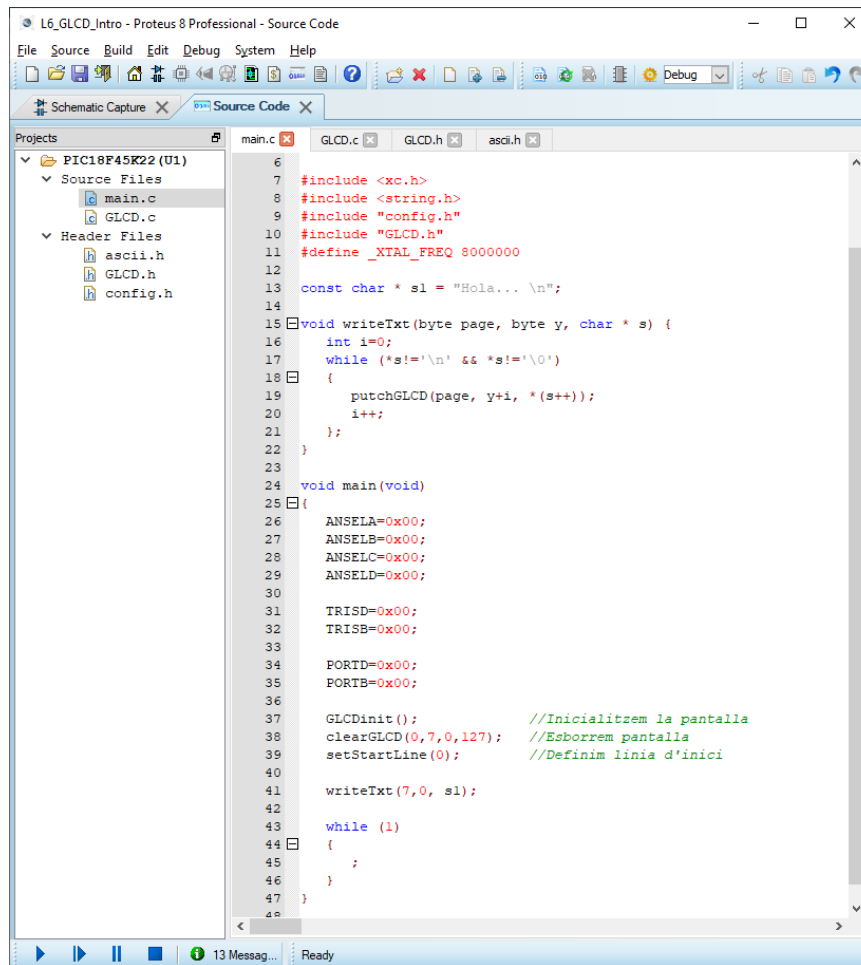 L6_GLCD_Intro - Proteus 8 Professional - Source Code
File Source Build Edit Debug System Help
Debug
Schematic Capture Source Code
Projects
main.c GLCD.c GLCD.h ascii.h
PIC18F45K22 (U1)
Source Files
main.c
GLCD.c
Header Files
ascii.h
GLCD.h
config.h
6
7 #include <xc.h>
8 #include <string.h>
9 #include "config.h"
10 #include "GLCD.h"
11 #define _XTAL_FREQ 8000000
12
13 const char * s1 = "Hola... \n";
14
15 void writeTxt(byte page, byte y, char * s) {
16 int i=0;
17 while (*s!='\n' && *s!='\0')
18 {
19 putchGLCD(page, y+i, *(s++));
20 i++;
21 };
22 }
23
24 void main(void)
25 {
26 ANSELA=0x00;
27 ANSELB=0x00;
28 ANSELC=0x00;
29 ANSELD=0x00;
30
31 TRISD=0x00;
32 TRISB=0x00;
33
34 PORTD=0x00;
35 PORTB=0x00;
36
37 GLCDinit(); //Inicialitzem la pantalla
38 clearGLCD(0,7,0,127); //Esborrem pantalla
39 setStartLine(0); //Definim linia d'inici
40
41 writeTxt(7,0, s1);
42
43 while (1)
44 {
45 ;
46 }
47 }
48
13 Messag... Ready